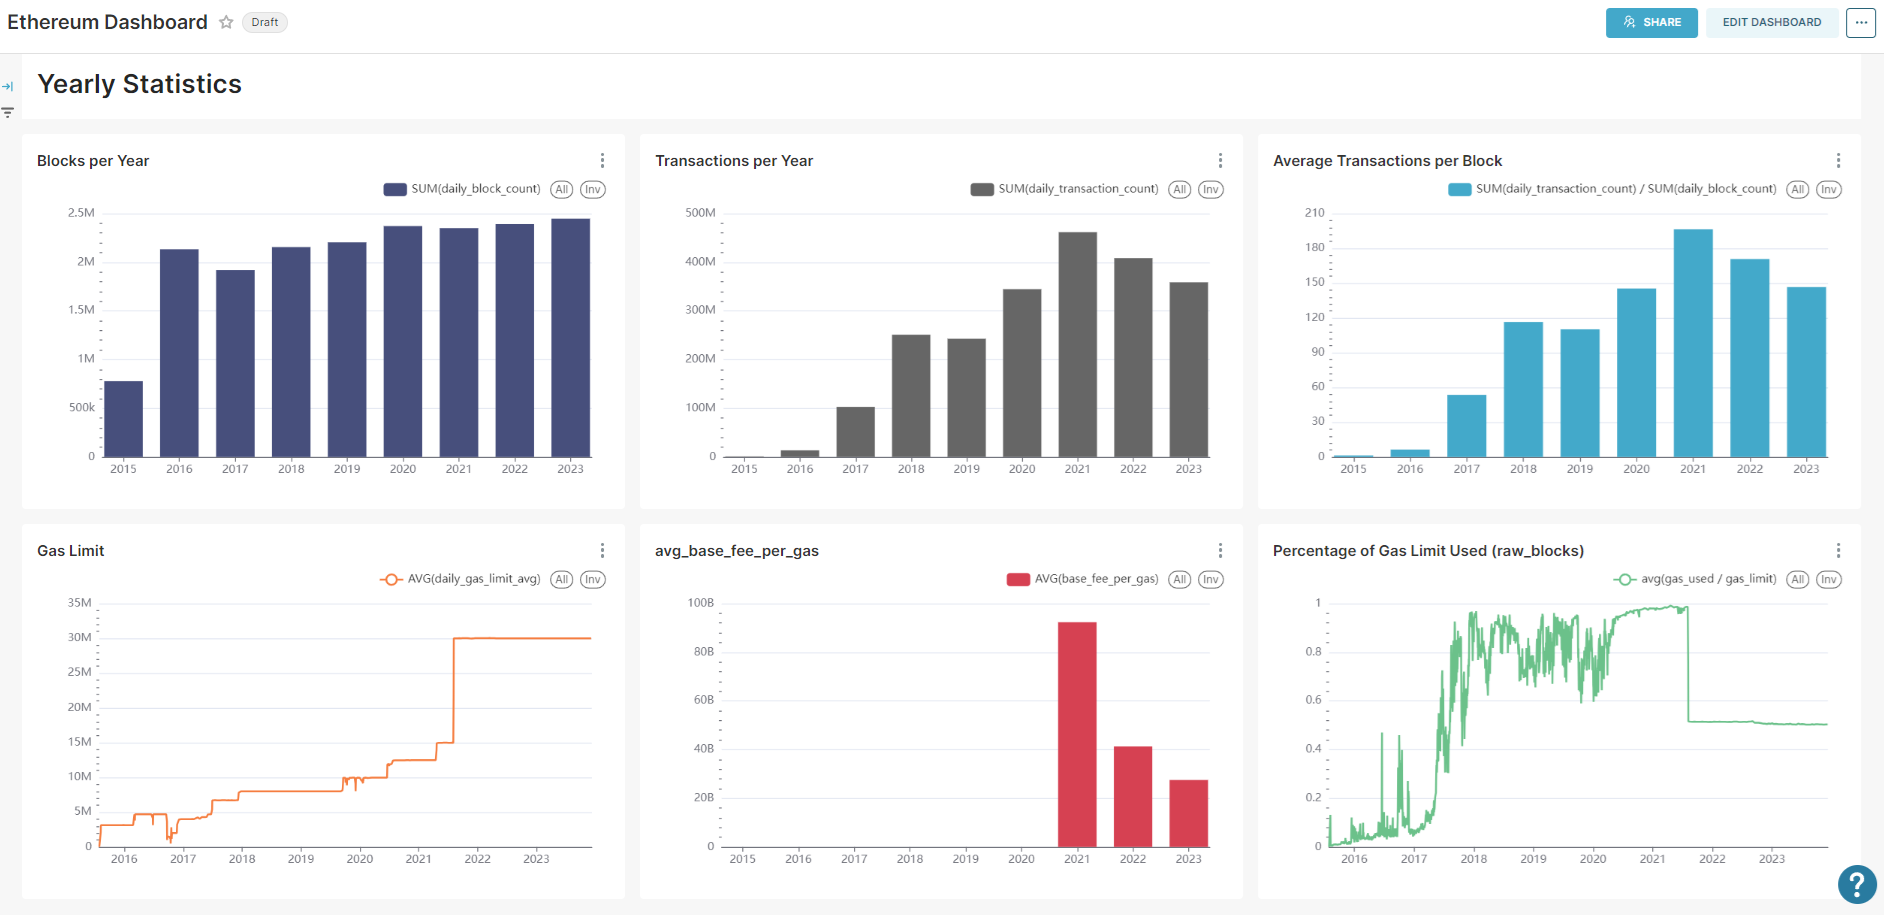 Ethereum Dashboard Draft SHARE EDIT DASHBOARD ...
Yearly Statistics
Blocks per Year
SUM(daily_block_count) All Inv
2.5M
2M
1.5M
1M
500k
0
2015 2016 2017 2018 2019 2020 2021 2022 2023
Transactions per Year
SUM(daily_transaction_count) All Inv
500M
400M
300M
200M
100M
0
2015 2016 2017 2018 2019 2020 2021 2022 2023
Average Transactions per Block
SUM(daily_transaction_count) / SUM(daily_block_count) All Inv
210
180
150
120
90
60
30
0
2015 2016 2017 2018 2019 2020 2021 2022 2023
Gas Limit
AVG(daily_gas_limit_avg) All Inv
35M
30M
25M
20M
15M
10M
5M
0
2016 2017 2018 2019 2020 2021 2022 2023
avg_base_fee_per_gas
AVG(base_fee_per_gas) All Inv
100B
80B
60B
40B
20B
0
2015 2016 2017 2018 2019 2020 2021 2022 2023
Percentage of Gas Limit Used (raw_blocks)
avg(gas_used / gas_limit) All Inv
1
0.8
0.6
0.4
0.2
0
2016 2017 2018 2019 2020 2021 2022 2023
?